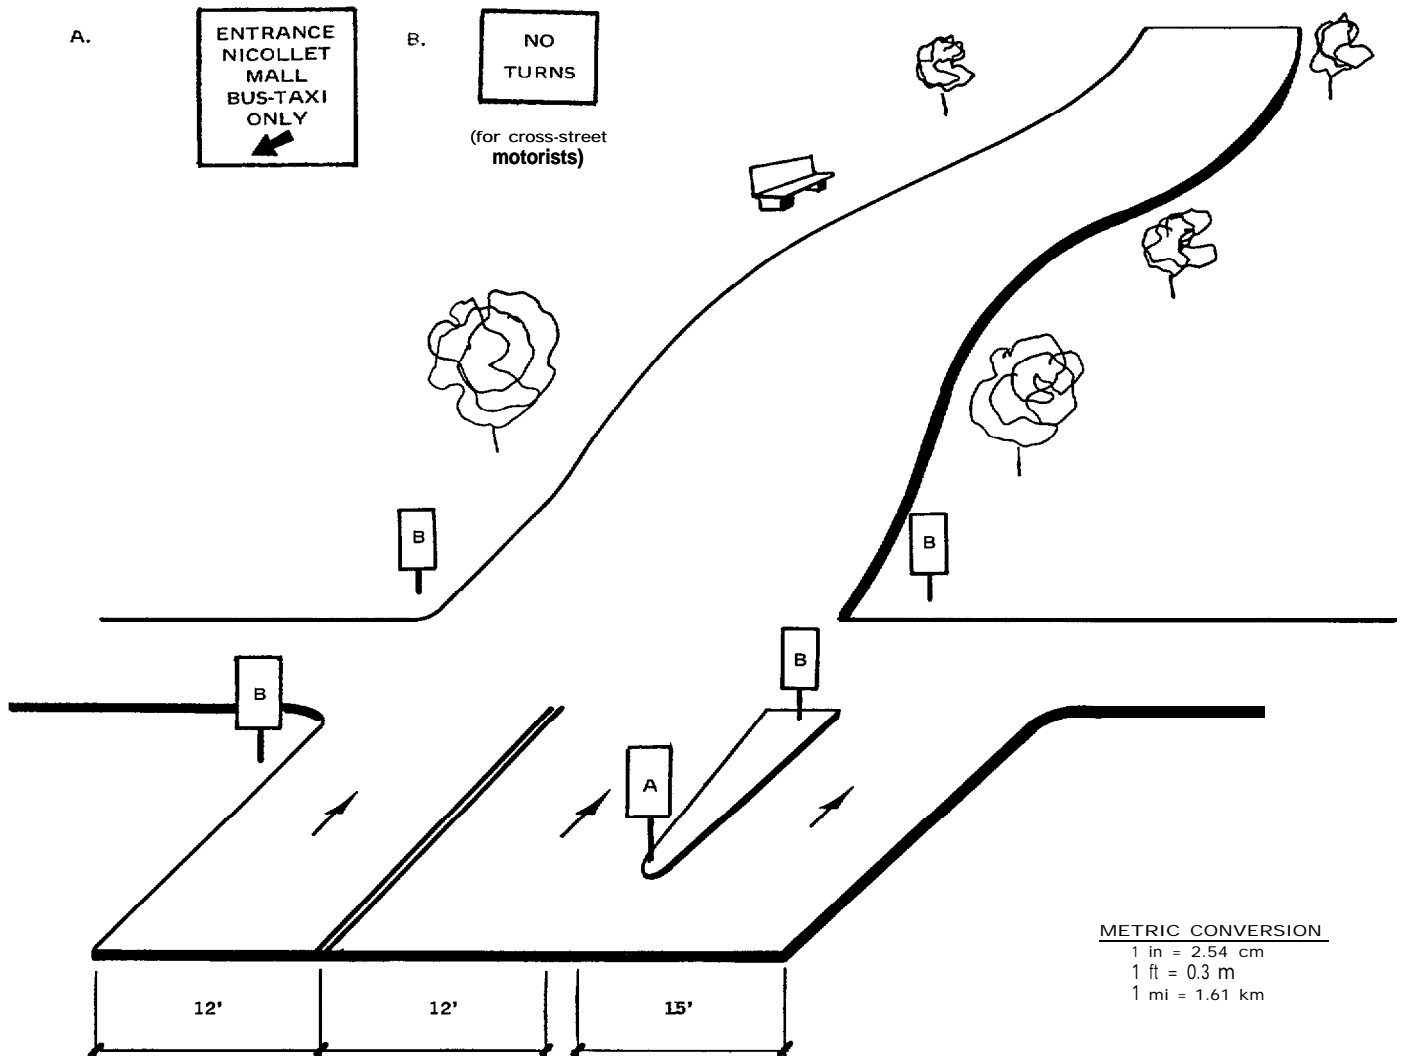 A.
ENTRANCE
NICOLLET
MALL
BUS-TAXI
ONLY
B.
NO
TURNS
(for cross-street
motorists)
B
B
B
B
A
METRIC CONVERSION
1 in = 2.54 cm
1 ft = 0.3 m
1 mi = 1.61 km
12'
12'
15'